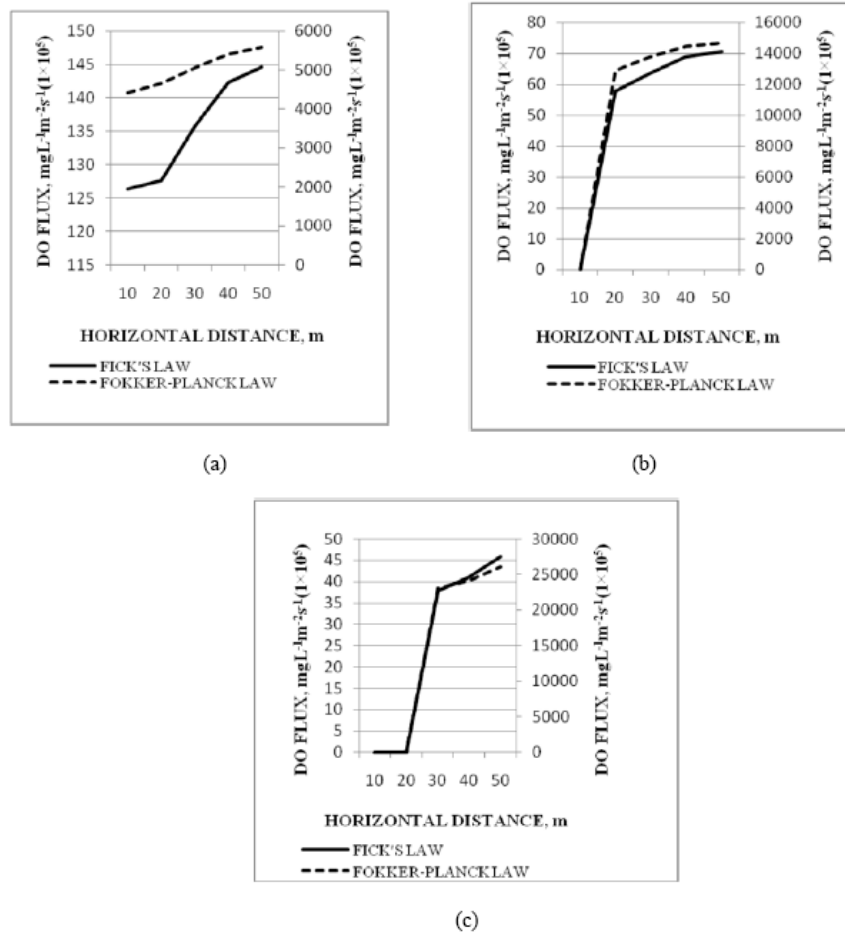 DO FLUX, mgL⁻¹m⁻²s⁻¹(1×10⁵)
150
145
140
135
130
125
120
115
6000
5000
4000
3000
2000
1000
0
DO FLUX, mgL⁻¹m⁻²s⁻¹(1×10⁵)
10 20 30 40 50
HORIZONTAL DISTANCE, m
FICK'S LAW
FOKKER-PLANCK LAW
(a)
DO FLUX, mgL⁻¹m⁻²s⁻¹(1×10⁵)
80
70
60
50
40
30
20
10
0
16000
14000
12000
10000
8000
6000
4000
2000
0
DO FLUX, mgL⁻¹m⁻²s⁻¹(1×10⁵)
10 20 30 40 50
HORIZONTAL DISTANCE, m
FICK'S LAW
FOKKER-PLANCK LAW
(b)
DO FLUX, mgL⁻¹m⁻²s⁻¹(1×10⁵)
50
45
40
35
30
25
20
15
10
5
0
30000
25000
20000
15000
10000
5000
0
DO FLUX, mgL⁻¹m⁻²s⁻¹(1×10⁵)
10 20 30 40 50
HORIZONTAL DISTANCE, m
FICK'S LAW
FOKKER-PLANCK LAW
(c)